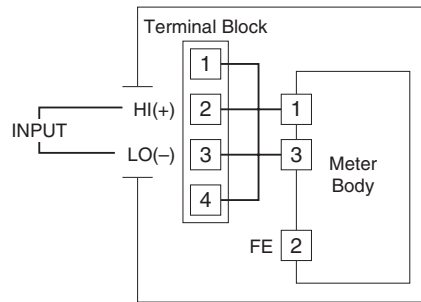 Terminal Block
1
HI(+)
2
1
INPUT
LO(–)
3
3
Meter
Body
4
FE
2